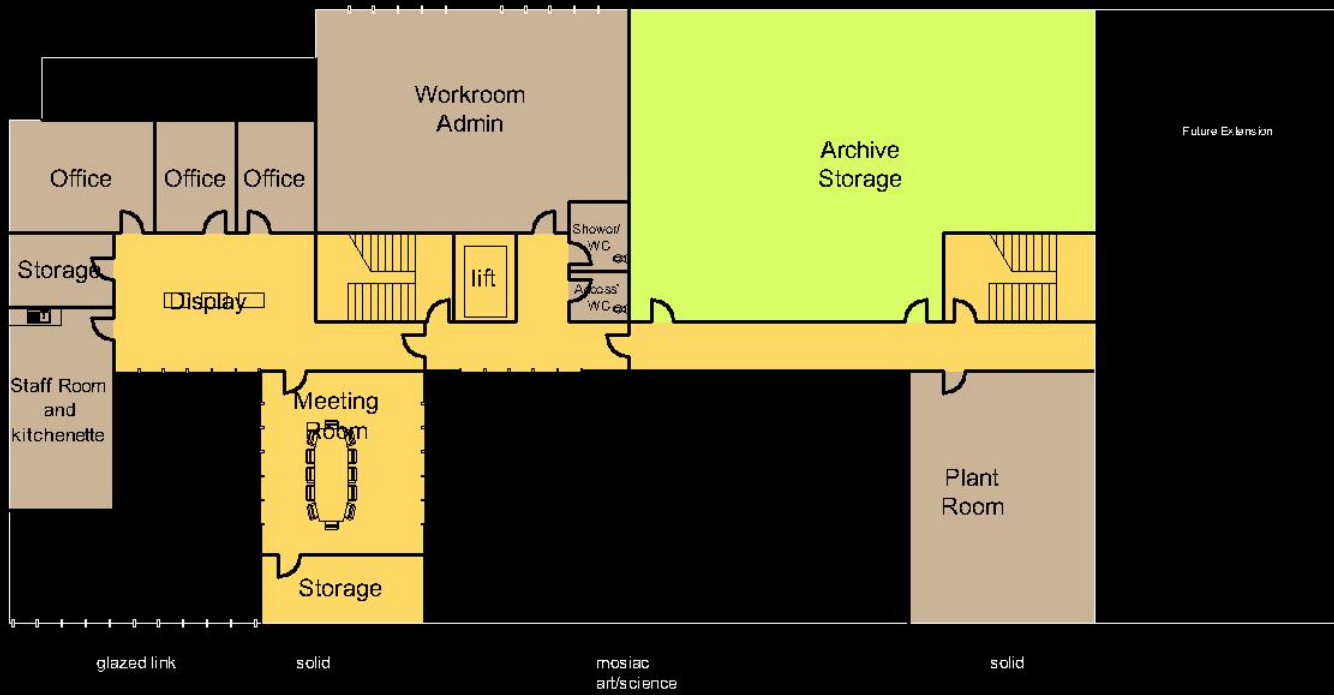 Workroom
Admin
Future Extension
Archive
Storage
Office
Office
Office
Shower/
WC
Storage
lift
Display
Access'
WC
Staff Room
and
kitchenette
Meeting
Room
Plant
Room
Storage
glazed link
solid
mosiac
art/science
solid